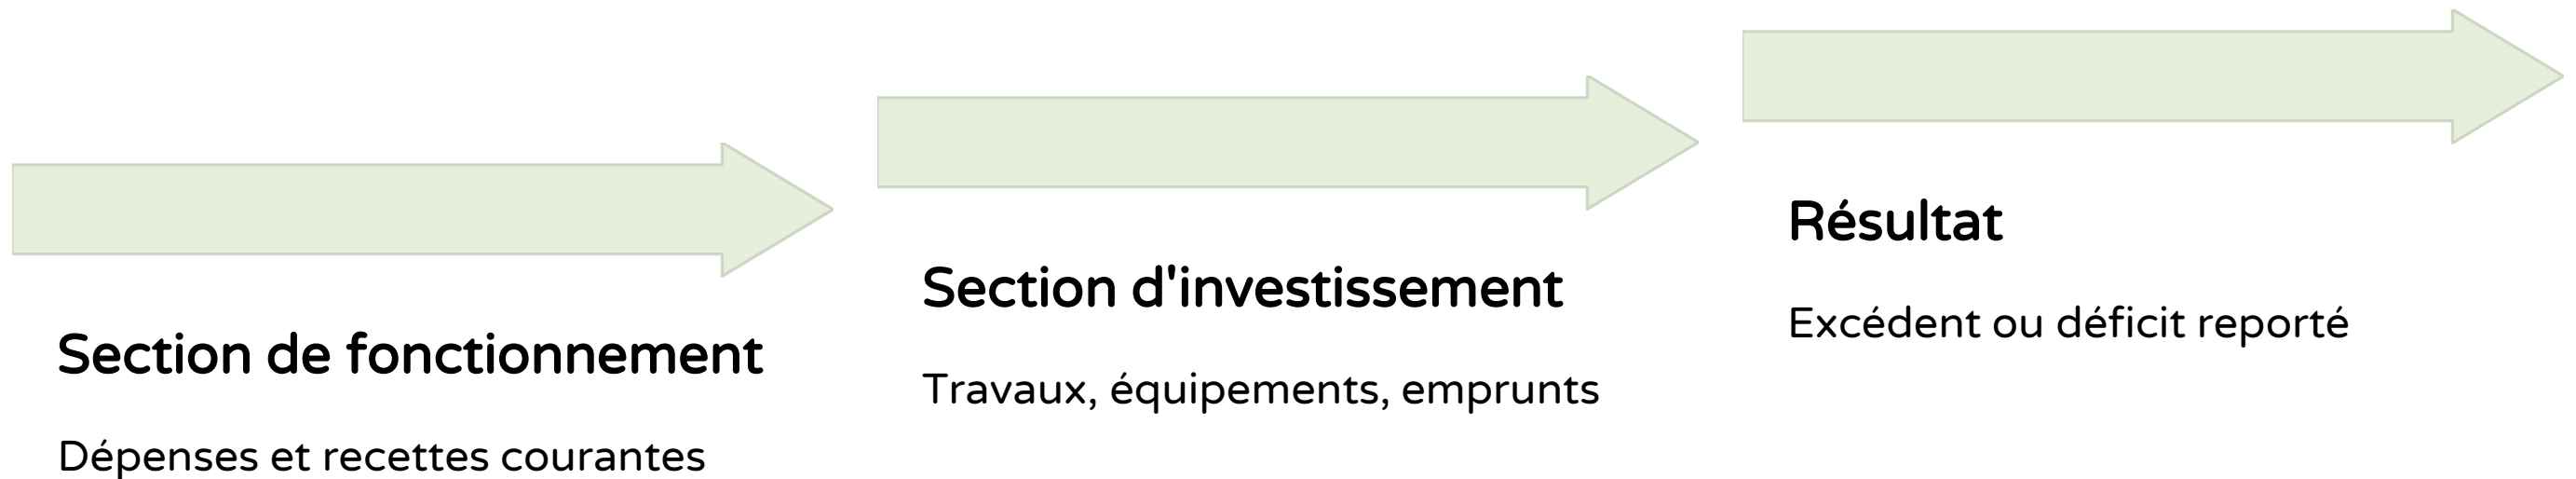 Section de fonctionnement
Dépenses et recettes courantes
Section d'investissement
Travaux, équipements, emprunts
Résultat
Excédent ou déficit reporté